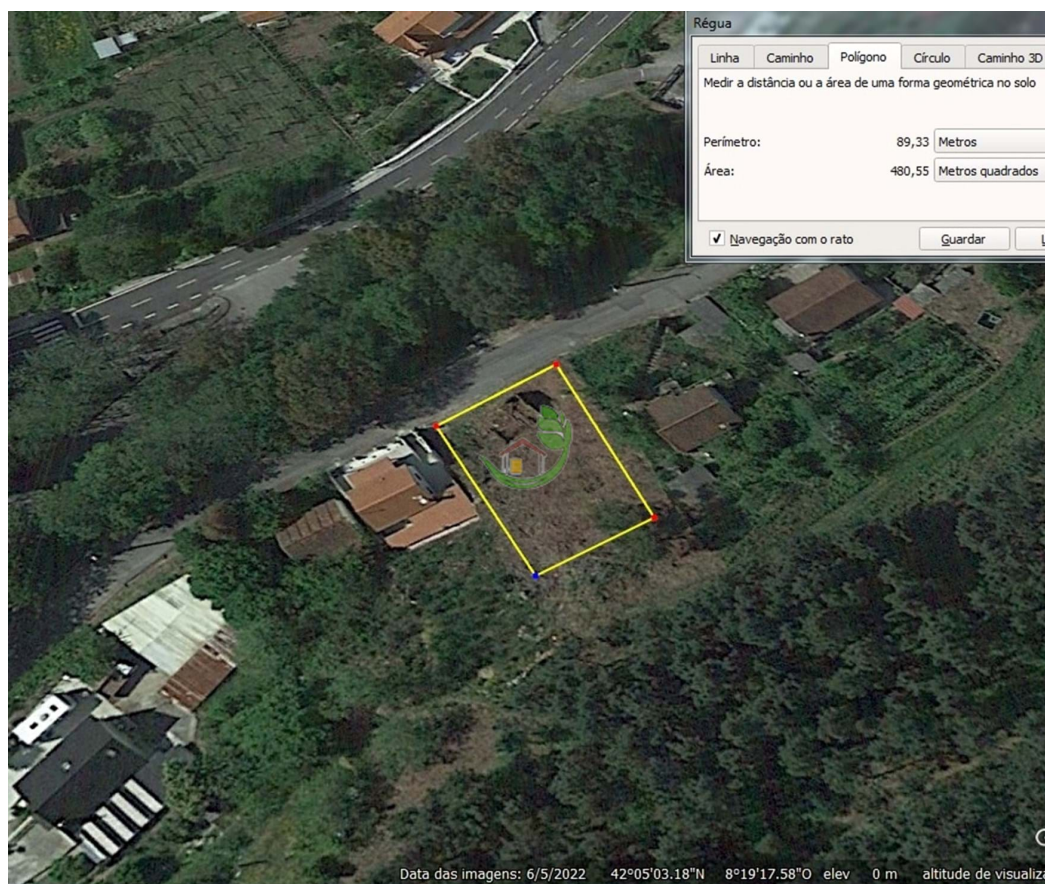 Régua
Linha Caminho Polígono Círculo Caminho 3D
Medir a distância ou a área de uma forma geométrica no solo
Perímetro: 89,33 Metros
Área: 480,55 Metros quadrados
Navegação com o rato Guardar
Data das imagens: 6/5/2022 42°05'03.18"N 8°19'17.58"O elev 0 m altitude de visualiza